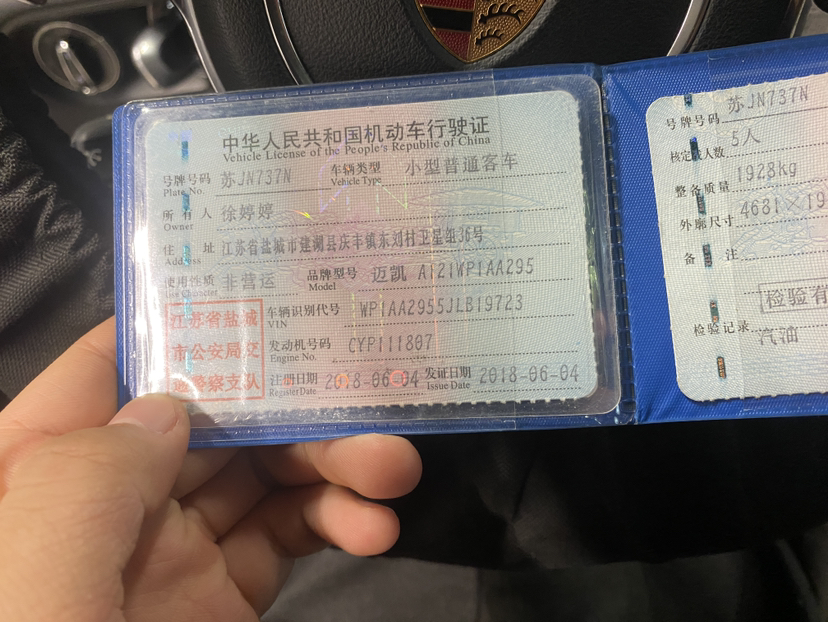 中华人民共和国机动车行驶证
Vehicle License of the People's Republic of China
号牌号码 苏JN737N 车辆类型 小型普通客车
Plate No. Vehicle Type
所有人 徐婷婷
Owner
住址 江苏省盐城市建湖县庆丰镇东刘村卫星组36号
Address
使用性质 非营运 品牌型号 迈凯 AI21WP1AA295
Use Character Model
江苏省盐城
市公安局交
通警察支队
车辆识别代号 WP1AA2955JLB19723
VIN
发动机号码 CYP111807
Engine No.
注册日期 2018-06-04 发证日期 2018-06-04
Register Date Issue Date
号牌号码 苏JN737N
核定载人数 5人
整备质量 1928kg
外廓尺寸 4681×19
备注
检验有
检验记录
汽油